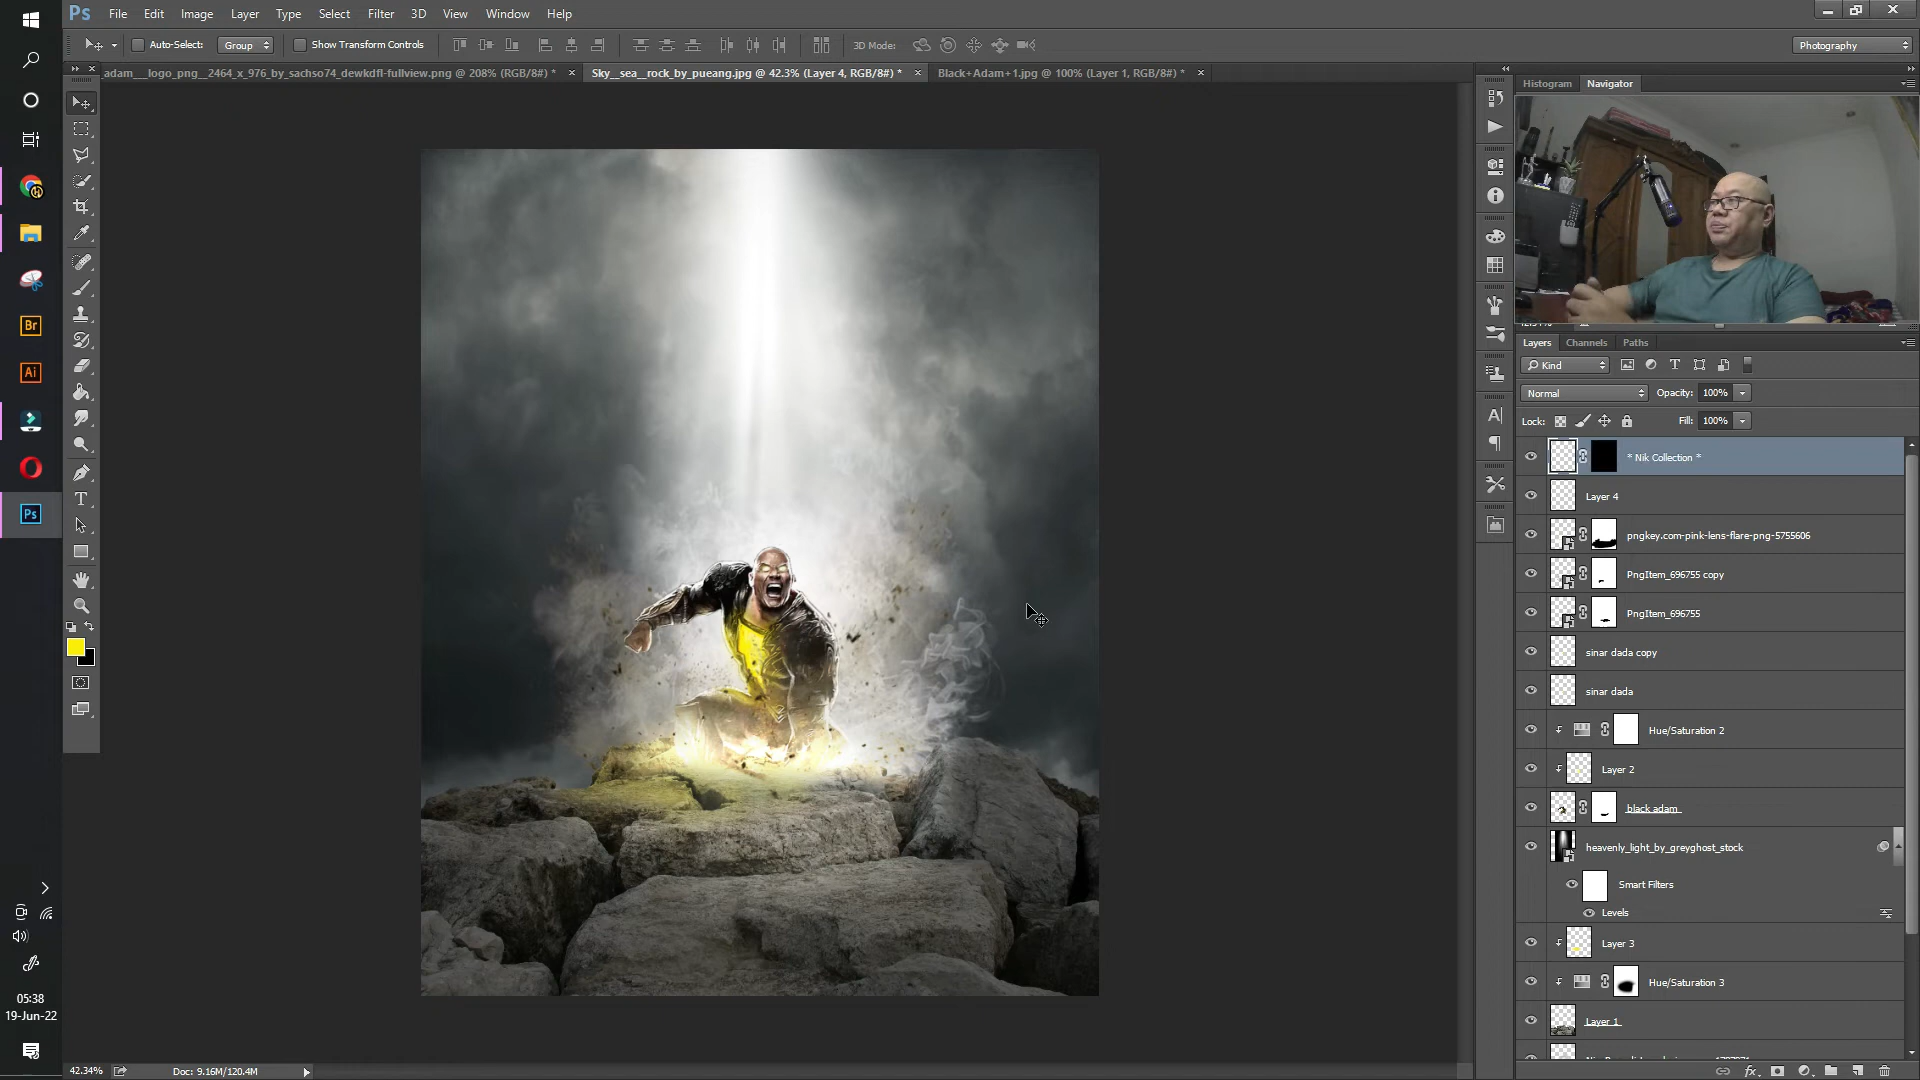 Ps File Edit Image Layer Type Select Filter 3D View Window Help
Auto-Select: Group Show Transform Controls 3D Mode: Photography
_adam___logo_png__2464_x_976_by_sachso74_dewkdfl-fullview.png @ 208% (RGB/8#) * Sky__sea__rock_by_pueang.jpg @ 42.3% (Layer 4, RGB/8#) * Black+Adam+1.jpg @ 100% (Layer 1, RGB/8#) *
Histogram Navigator
Layers Channels Paths
Kind
Normal Opacity: 100%
Lock: Fill: 100%
* Nik Collection *
Layer 4
pngkey.com-pink-lens-flare-png-5755606
PngItem_696755 copy
PngItem_696755
sinar dada copy
sinar dada
Hue/Saturation 2
Layer 2
black adam
heavenly_light_by_greyghost_stock
Smart Filters
Levels
Layer 3
Hue/Saturation 3
Layer 1
Br
Ai
Ps
05:38
19-Jun-22
42.34% Doc: 9.16M/120.4M